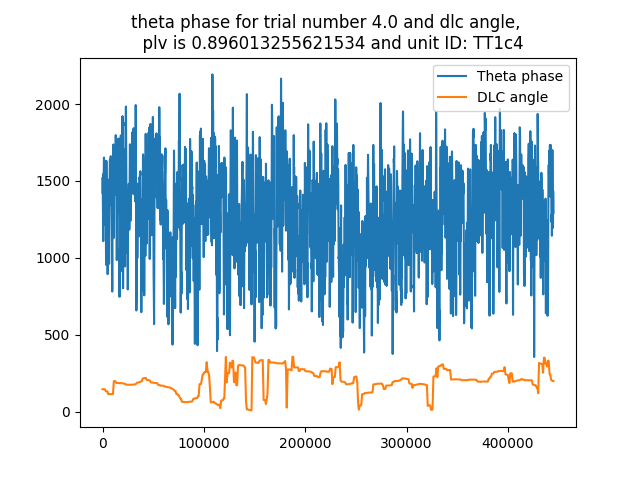 theta phase for trial number 4.0 and dlc angle,
plv is 0.896013255621534 and unit ID: TT1c4
Theta phase
DLC angle
2000
1500
1000
500
0
0
100000
200000
300000
400000